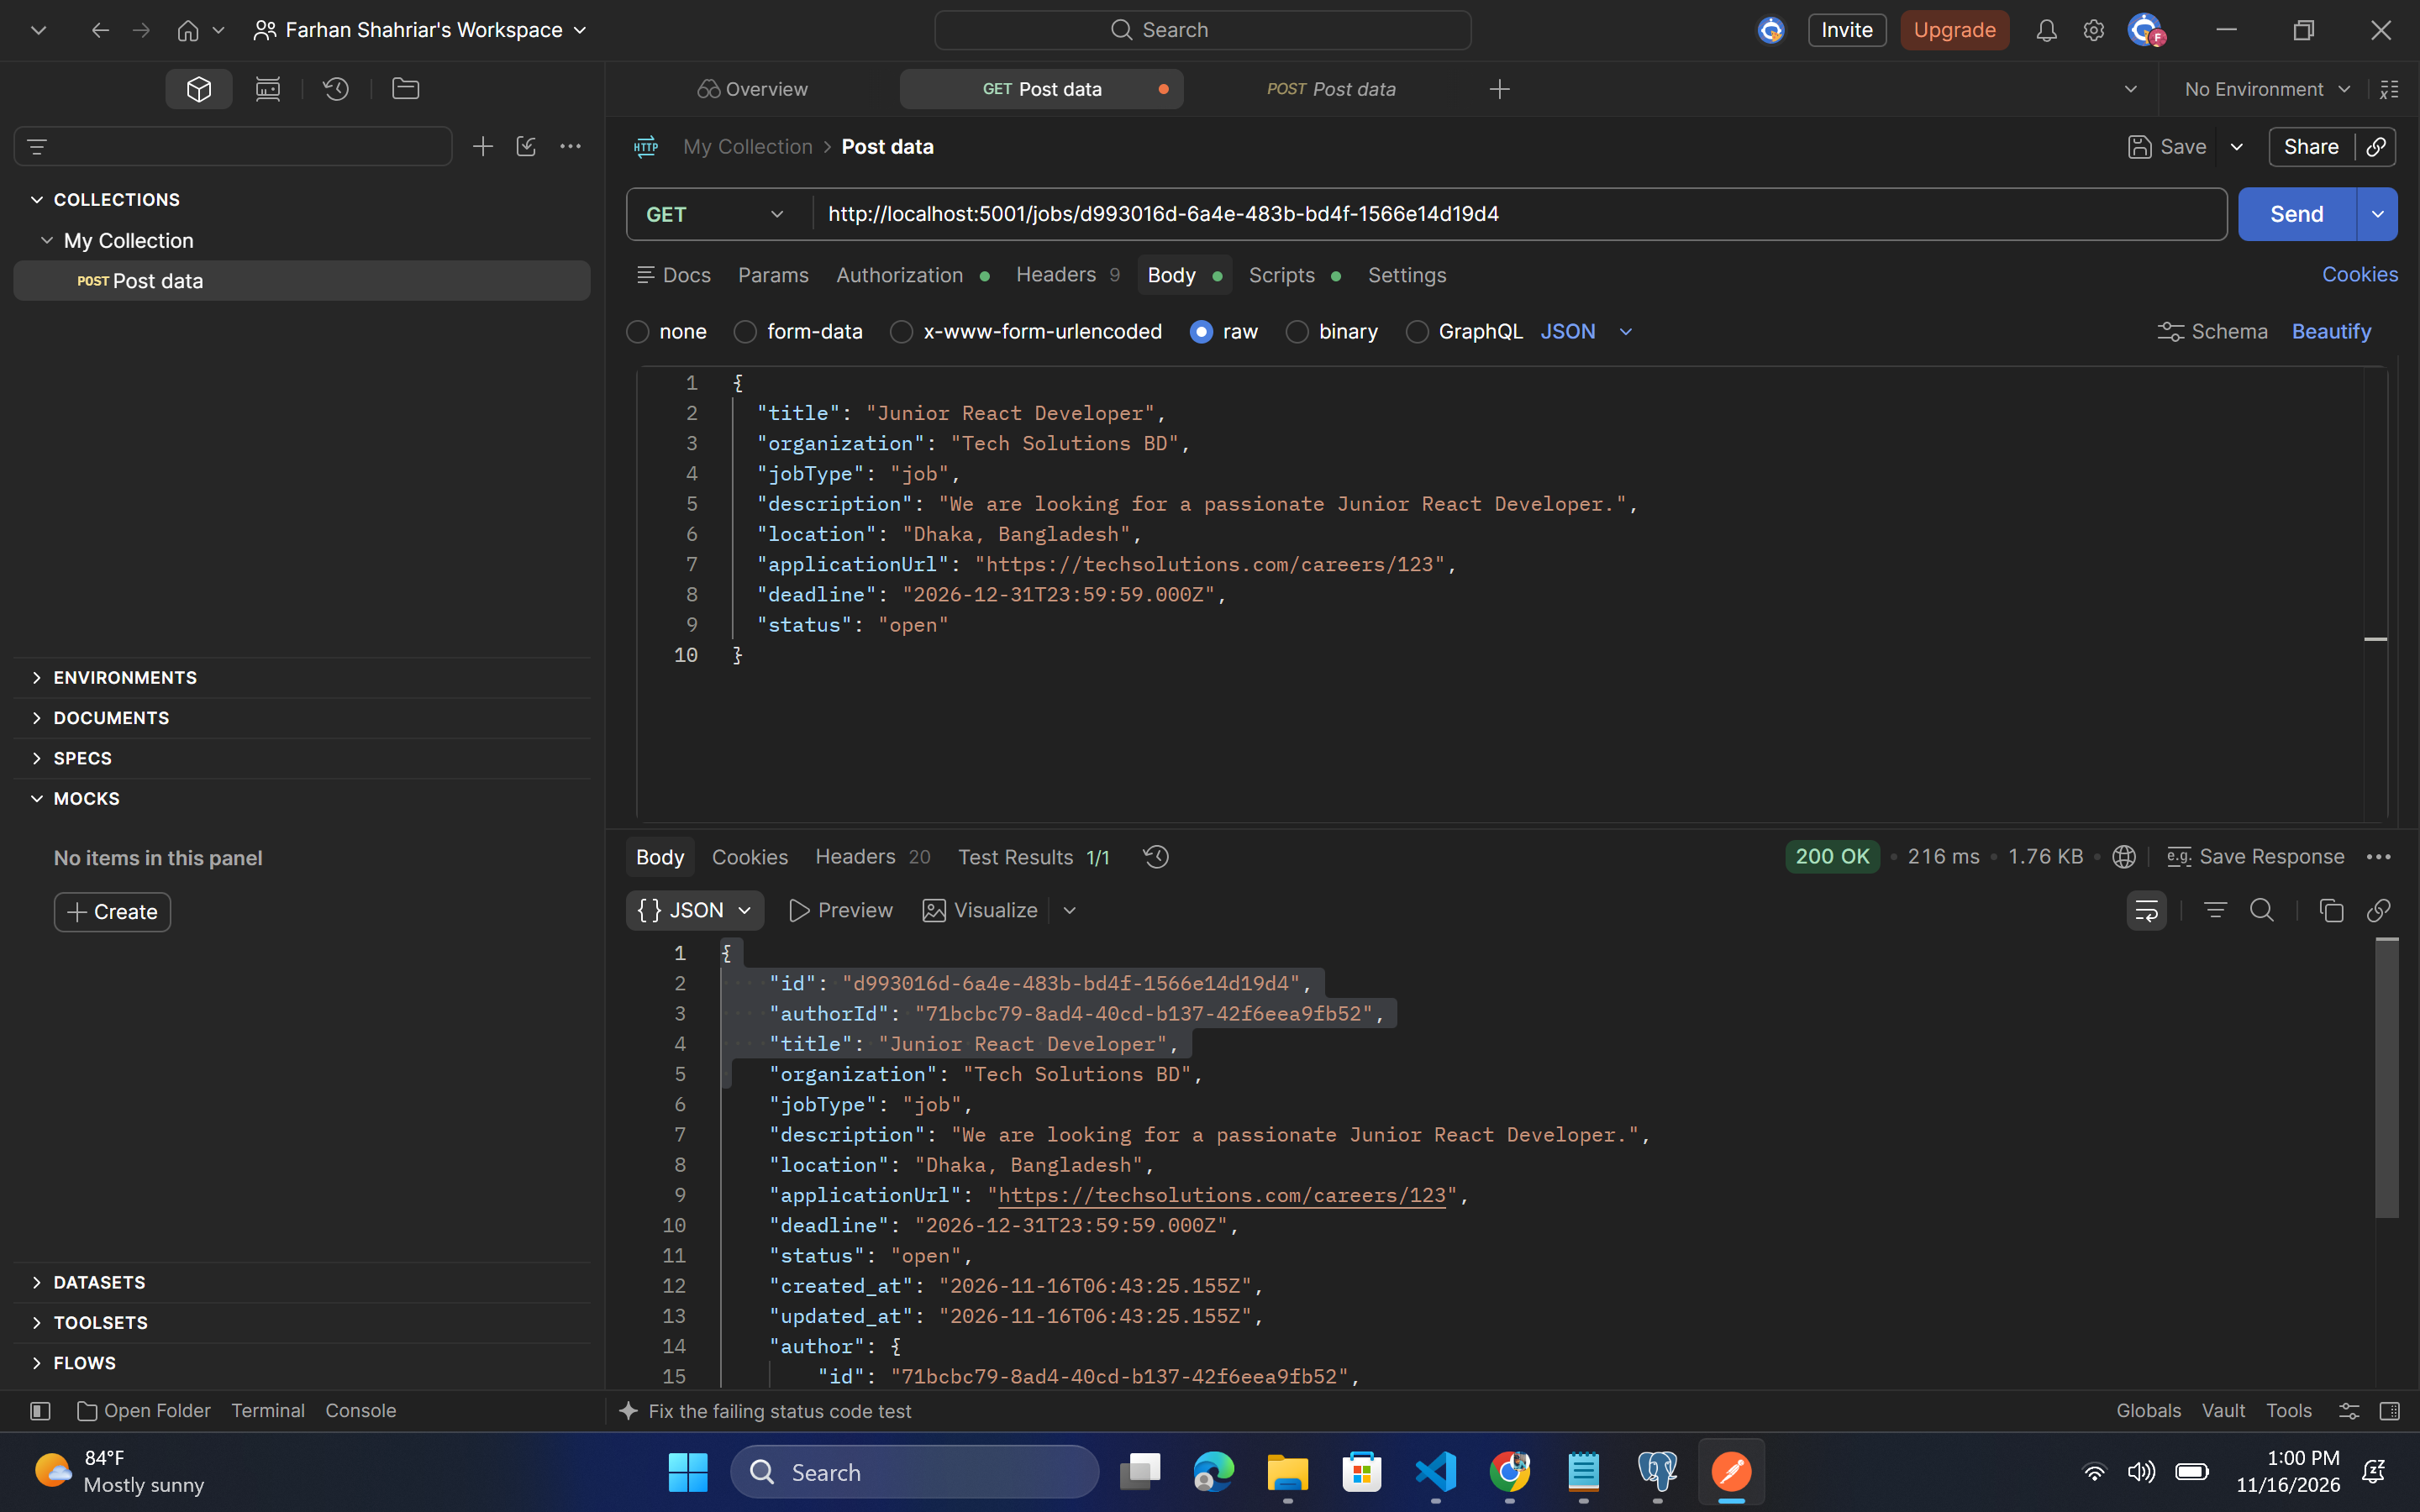 Farhan Shahriar's Workspace
Search
Invite
Upgrade
F
Overview
GET Post data
POST Post data
No Environment
HTTP
My Collection > Post data
Save
Share
COLLECTIONS
My Collection
POST Post data
GET
http://localhost:5001/jobs/d993016d-6a4e-483b-bd4f-1566e14d19d4
Send
Docs
Params
Authorization
Headers 9
Body
Scripts
Settings
Cookies
none
form-data
x-www-form-urlencoded
raw
binary
GraphQL
JSON
Schema
Beautify
1 {
2 "title": "Junior React Developer",
3 "organization": "Tech Solutions BD",
4 "jobType": "job",
5 "description": "We are looking for a passionate Junior React Developer.",
6 "location": "Dhaka, Bangladesh",
7 "applicationUrl": "https://techsolutions.com/careers/123",
8 "deadline": "2026-12-31T23:59:59.000Z",
9 "status": "open"
10 }
ENVIRONMENTS
DOCUMENTS
SPECS
MOCKS
No items in this panel
Create
DATASETS
TOOLSETS
FLOWS
Body
Cookies
Headers 20
Test Results 1/1
200 OK
216 ms
1.76 KB
e.g. Save Response
{} JSON
Preview
Visualize
1 {
2 "id": "d993016d-6a4e-483b-bd4f-1566e14d19d4",
3 "authorId": "71bcbc79-8ad4-40cd-b137-42f6eea9fb52",
4 "title": "Junior React Developer",
5 "organization": "Tech Solutions BD",
6 "jobType": "job",
7 "description": "We are looking for a passionate Junior React Developer.",
8 "location": "Dhaka, Bangladesh",
9 "applicationUrl": "https://techsolutions.com/careers/123",
10 "deadline": "2026-12-31T23:59:59.000Z",
11 "status": "open",
12 "created_at": "2026-11-16T06:43:25.155Z",
13 "updated_at": "2026-11-16T06:43:25.155Z",
14 "author": {
15 "id": "71bcbc79-8ad4-40cd-b137-42f6eea9fb52",
Open Folder
Terminal
Console
Fix the failing status code test
Globals
Vault
Tools
84°F
Mostly sunny
Search
1:00 PM
11/16/2026